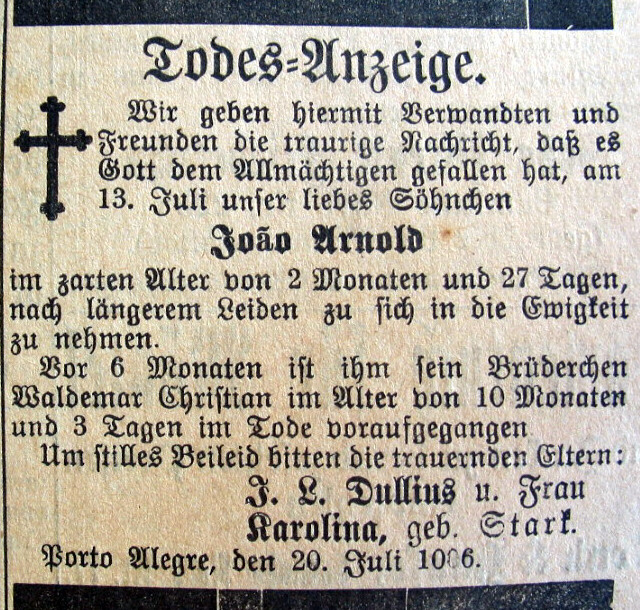 Todes-Anzeige.
Wir geben hiermit Verwandten und
Freunden die traurige Nachricht, daß es
Gott dem Allmächtigen gefallen hat, am
13. Juli unser liebes Söhnchen
João Arnold
im zarten Alter von 2 Monaten und 27 Tagen,
nach längerem Leiden zu sich in die Ewigkeit
zu nehmen.
Vor 6 Monaten ist ihm sein Brüderchen
Waldemar Christian im Alter von 10 Monaten
und 3 Tagen im Tode voraufgegangen
Um stilles Beileid bitten die trauernden Eltern:
J. L. Dullius u. Frau
Karolina, geb. Stark.
Porto Alegre, den 20. Juli